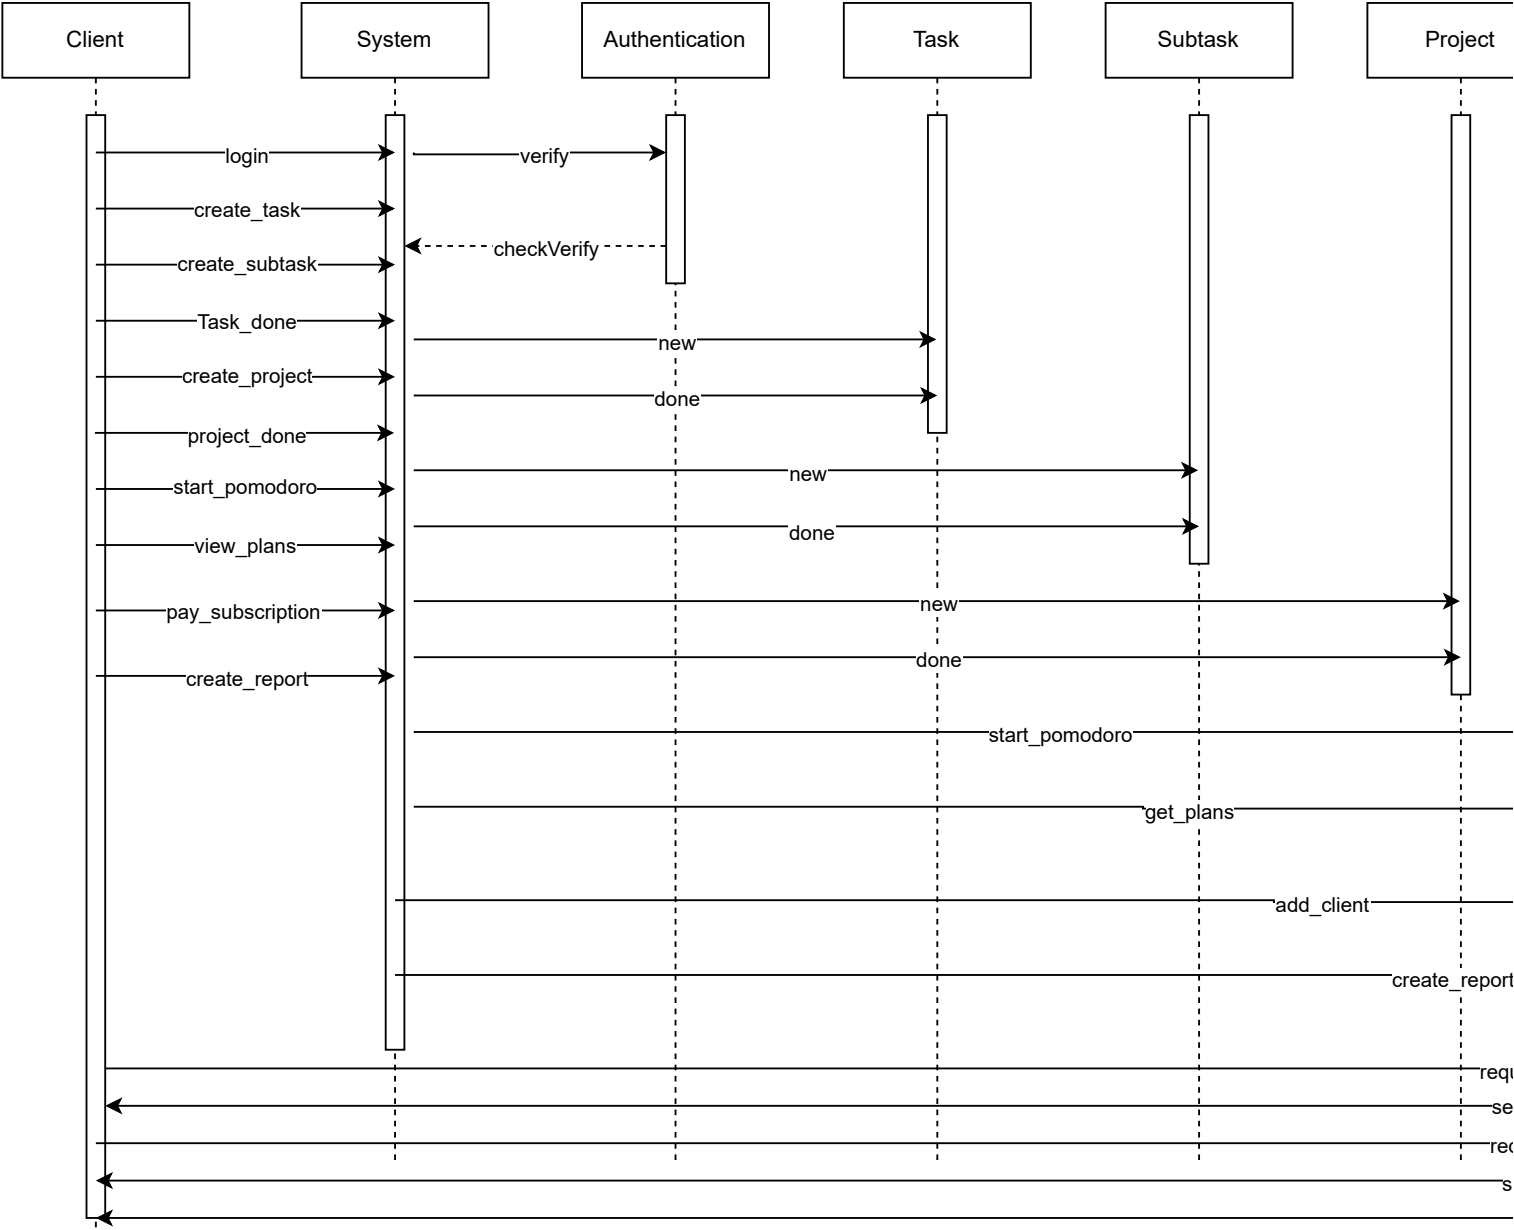 Client
System
Authentication
Task
Subtask
Project
login
verify
create_task
checkVerify
create_subtask
Task_done
new
create_project
done
project_done
new
start_pomodoro
done
view_plans
new
pay_subscription
done
create_report
start_pomodoro
get_plans
add_client
create_report